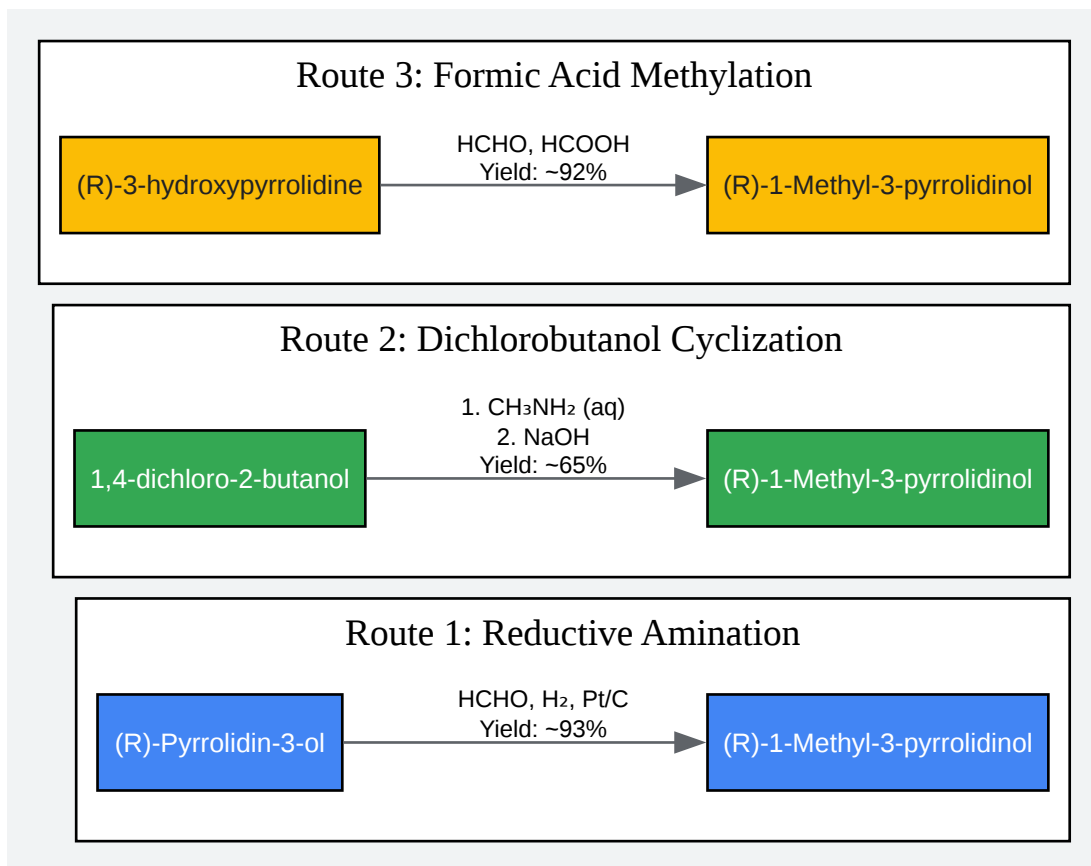 Route 3: Formic Acid Methylation
(R)-3-hydroxypyrrolidine
HCHO, HCOOH
Yield: ~92%
(R)-1-Methyl-3-pyrrolidinol
Route 2: Dichlorobutanol Cyclization
1,4-dichloro-2-butanol
1. CH₃NH₂ (aq)
2. NaOH
Yield: ~65%
(R)-1-Methyl-3-pyrrolidinol
Route 1: Reductive Amination
(R)-Pyrrolidin-3-ol
HCHO, H₂, Pt/C
Yield: ~93%
(R)-1-Methyl-3-pyrrolidinol